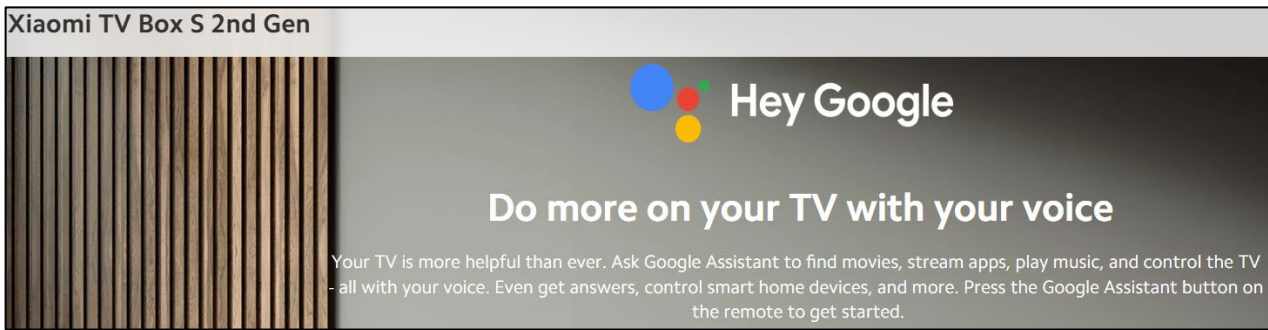 Xiaomi TV Box S 2nd Gen
Hey Google
Do more on your TV with your voice
Your TV is more helpful than ever. Ask Google Assistant to find movies, stream apps, play music, and control the TV
- all with your voice. Even get answers, control smart home devices, and more. Press the Google Assistant button on
the remote to get started.